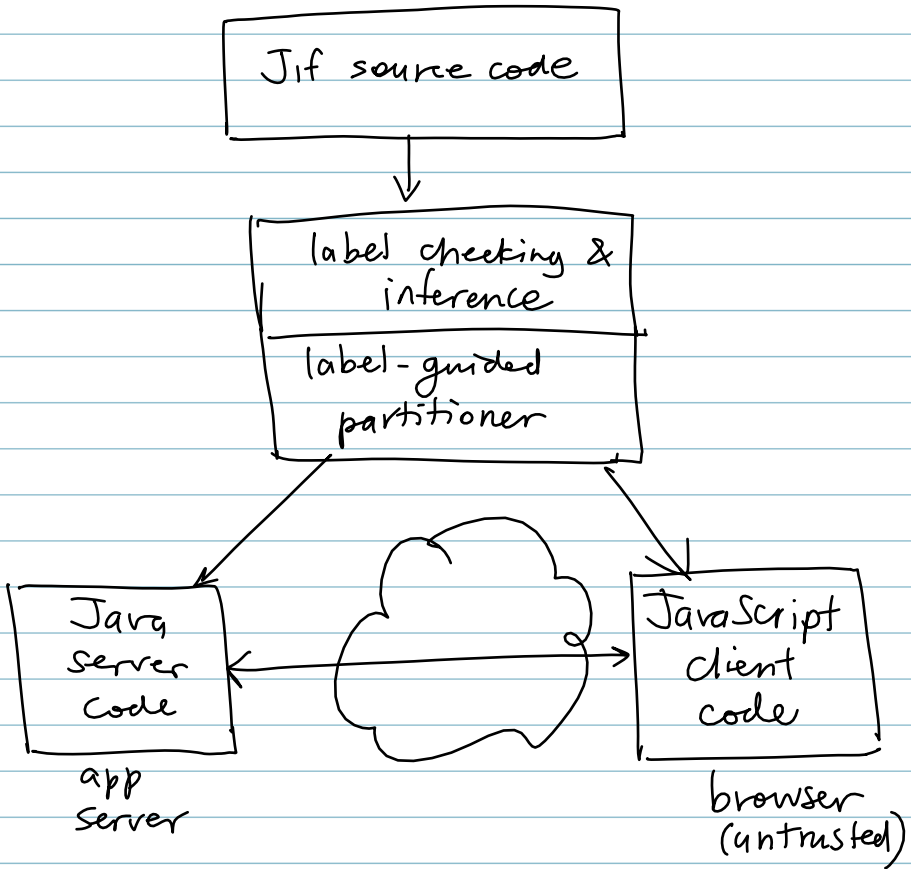 Jif source code
label checking &
inference
label-guided
partitioner
Java
server
code
JavaScript
client
code
app
server
browser
(untrusted)